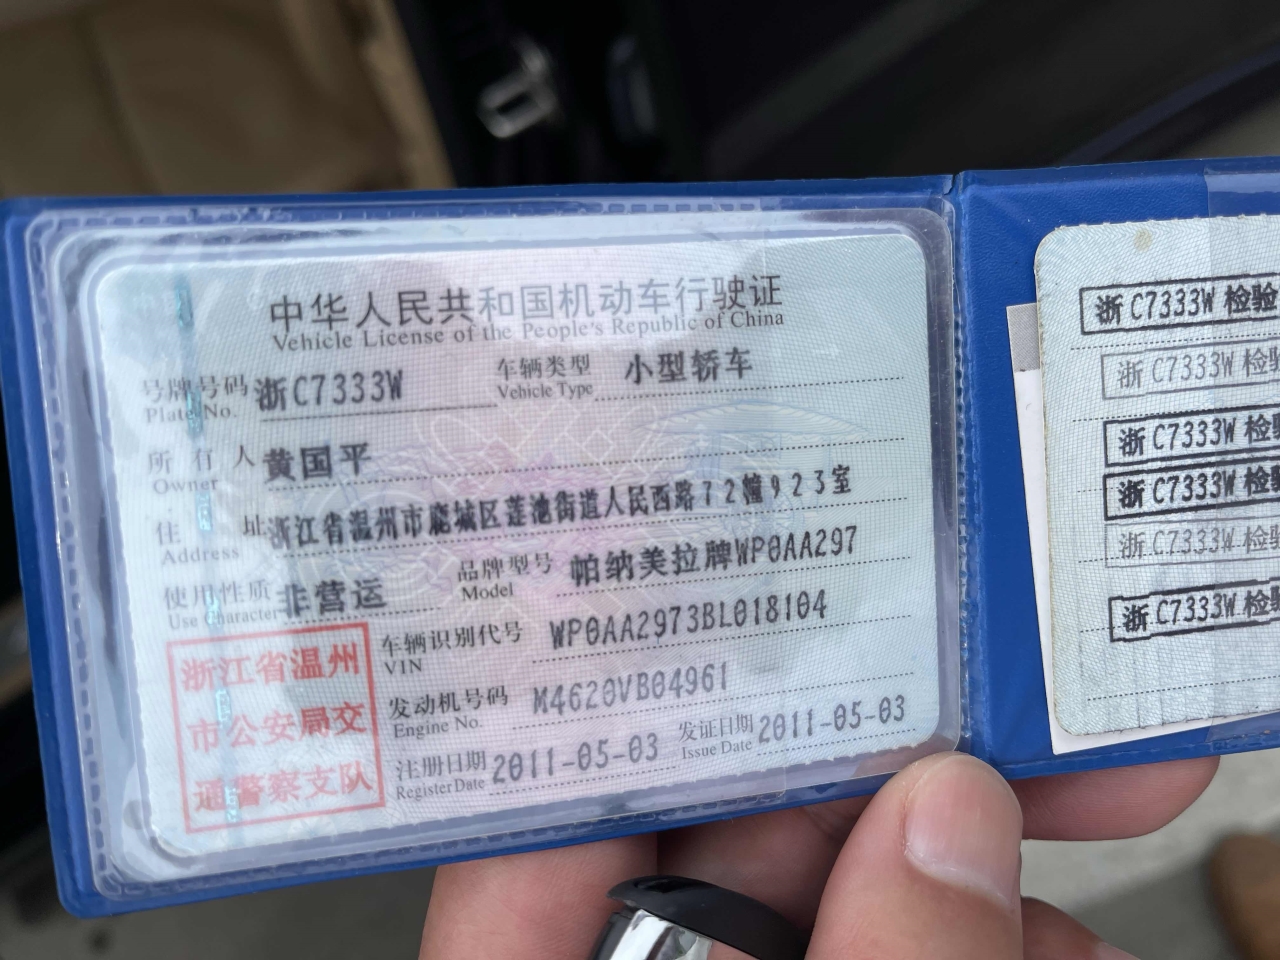 中华人民共和国机动车行驶证
Vehicle License of the People's Republic of China
号牌号码 浙C7333W 车辆类型 小型轿车
Plate No. Vehicle Type
所有人 黄国平
Owner
住址 浙江省温州市鹿城区莲池街道人民西路72幢923室
Address
使用性质 非营运 品牌型号 帕纳美拉牌WP0AA297
Use Character Model
车辆识别代号 WP0AA2973BL018104
VIN
发动机号码 M4620VB04961
Engine No.
注册日期 2011-05-03 发证日期 2011-05-03
Register Date Issue Date
浙江省温州
市公安局交
通警察支队
浙C7333W 检验
浙C7333W 检
浙C7333W 检
浙C7333W 检验
浙C7333W 检
浙C7333W 检